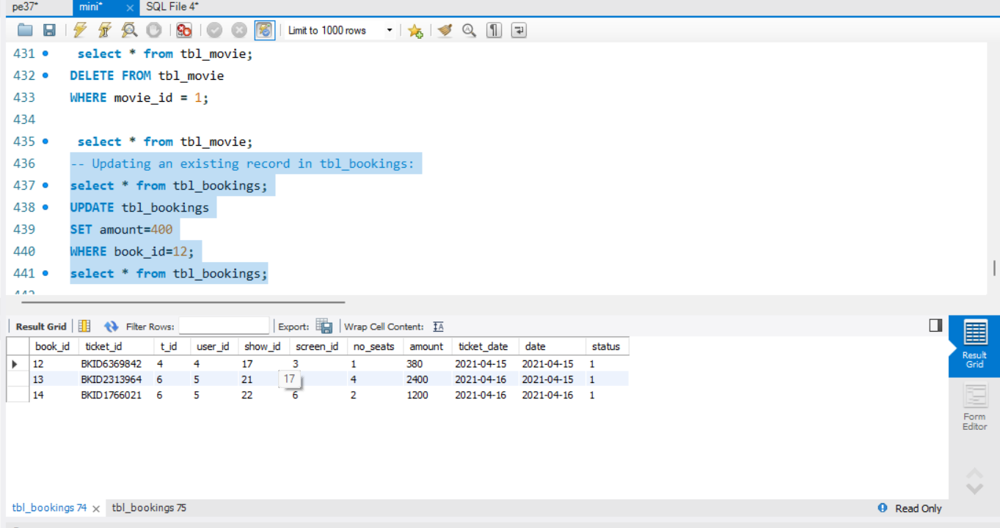 pe37* mini* SQL File 4*
Limit to 1000 rows
431 select * from tbl_movie;
432 DELETE FROM tbl_movie
433 WHERE movie_id = 1;
434
435 select * from tbl_movie;
436 -- Updating an existing record in tbl_bookings:
437 select * from tbl_bookings;
438 UPDATE tbl_bookings
439 SET amount=400
440 WHERE book_id=12;
441 select * from tbl_bookings;
Result Grid Filter Rows: Export: Wrap Cell Content:
book_id ticket_id t_id user_id show_id screen_id no_seats amount ticket_date date status
12 BKID6369842 4 4 17 3 1 380 2021-04-15 2021-04-15 1
13 BKID2313964 6 5 21 17 4 2400 2021-04-16 2021-04-15 1
14 BKID1766021 6 5 22 6 2 1200 2021-04-16 2021-04-16 1
Result
Grid
Form
Editor
tbl_bookings 74 tbl_bookings 75 Read Only